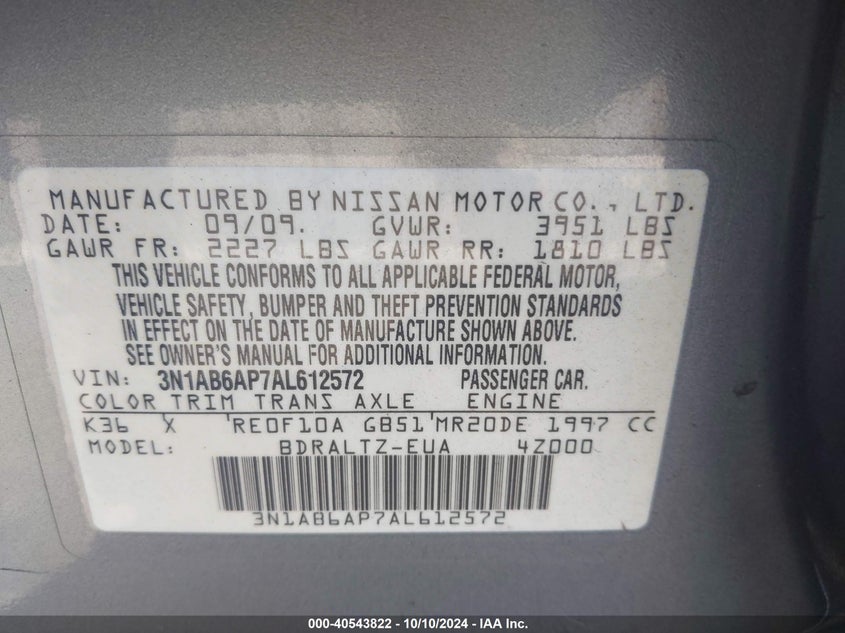 MANUFACTURED BY NISSAN MOTOR CO., LTD.
DATE: 09/09. GVWR: 3951 LBS
GAWR FR: 2227 LBS GAWR RR: 1810 LBS
THIS VEHICLE CONFORMS TO ALL APPLICABLE FEDERAL MOTOR,
VEHICLE SAFETY, BUMPER AND THEFT PREVENTION STANDARDS
IN EFFECT ON THE DATE OF MANUFACTURE SHOWN ABOVE.
SEE OWNER'S MANUAL FOR ADDITIONAL INFORMATION.
VIN: 3N1AB6AP7AL612572 PASSENGER CAR.
COLOR TRIM TRANS AXLE ENGINE
K36 X RE0F10A GB51 MR20DE 1997 CC
MODEL: BDRALTZ-EUA 4Z000
3N1AB6AP7AL612572
000-40543822 - 10/10/2024 - IAA Inc.